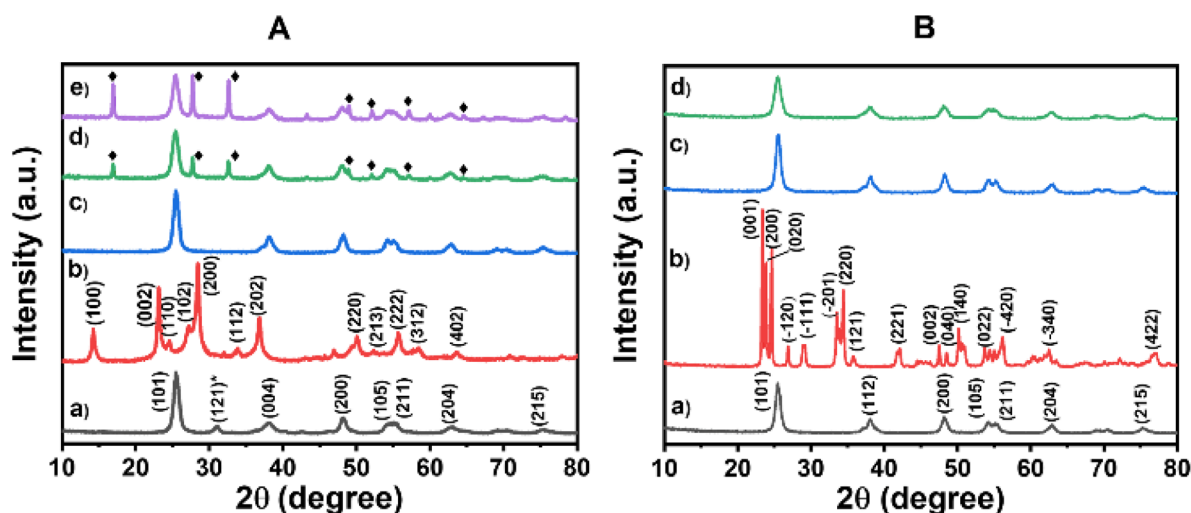 A
e)
d)
c)
b)
(100)
(002)
(110)
(102)
(200)
(112)
(202)
(220)
(213)
(222)
(312)
(402)
a)
(101)
(121)*)
(004)
(200)
(105)
(211)
(204)
(215)
Intensity (a.u.)
10 20 30 40 50 60 70 80
2θ (degree)
B
d)
c)
b)
(001)
(200)
(020)
(-120)
(-111)
(-201)
(220)
(121)
(221)
(002)
(040)
(140)
(022)
(-420)
(-340)
(422)
a)
(101)
(112)
(200)
(105)
(211)
(204)
(215)
Intensity (a.u.)
10 20 30 40 50 60 70 80
2θ (degree)